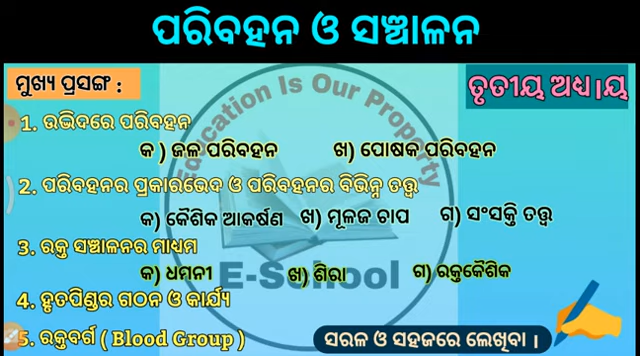 ପରିବହନ ଓ ସଞ୍ଚାଳନ
ମୁଖ୍ୟ ପ୍ରସଙ୍ଗ :
ତୃତୀୟ ଅଧ୍ୟାୟ
1. ଉଦ୍ଭିଦରେ ପରିବହନ
କ ) ଜଳ ପରିବହନ ଖ) ପୋଷକ ପରିବହନ
2. ପରିବହନର ପ୍ରକାରଭେଦ ଓ ପରିବହନର ବିଭିନ୍ନ ତତ୍ତ୍ୱ
କ) କୈଶିକ ଆକର୍ଷଣ ଖ) ମୂଳଜ ଚାପ ଗ) ସଂସକ୍ତି ତତ୍ତ୍ୱ
3. ରକ୍ତ ସଞ୍ଚାଳନର ମାଧ୍ୟମ
କ) ଧମନୀ ଖ) ଶିରା ଗ) ରକ୍ତକୈଶିକ
4. ହୃତପିଣ୍ଡର ଗଠନ ଓ କାର୍ଯ୍ୟ
5. ରକ୍ତବର୍ଗ ( Blood Group )
ସରଳ ଓ ସହଜରେ ଲେଖିବା ।
Education Is Our Property
E-School